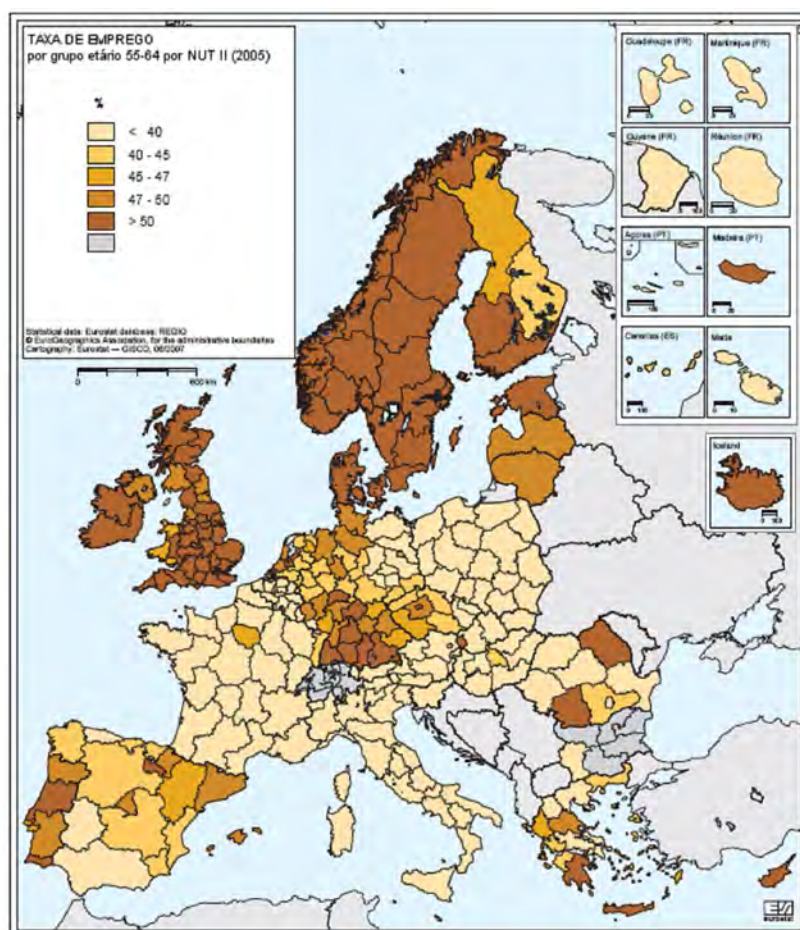 TAXA DE EMPREGO
por grupo etário 55-64 por NUT II (2005)
%
< 40
40 - 45
45 - 47
47 - 50
> 50
Statistical data: Eurostat database: REGIO
© EuroGeographics Association, for the administrative boundaries
Cartography: Eurostat — GISCO, 06/2007
0 600 km
Guadeloupe (FR)
Martinique (FR)
Guyane (FR)
Réunion (FR)
Açores (PT)
Madeira (PT)
Canarias (ES)
Malta
Iceland
eurostat